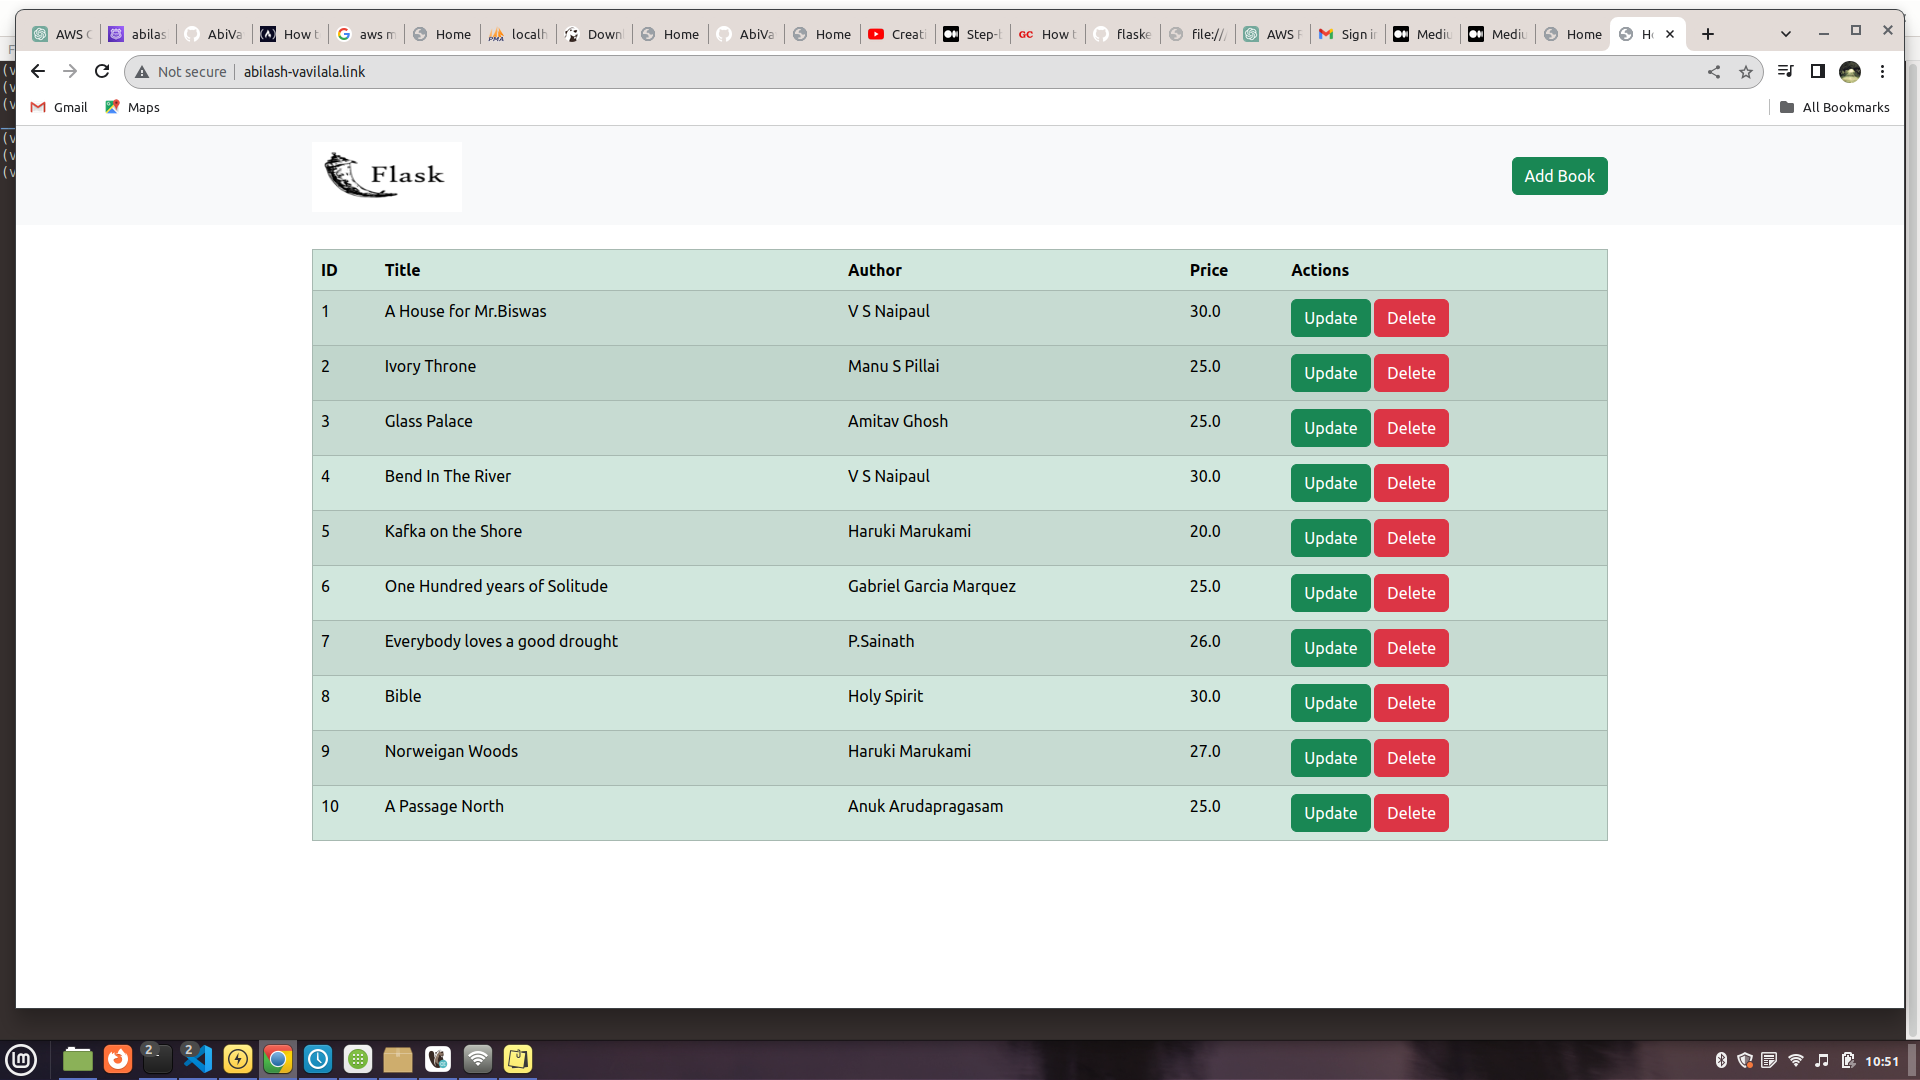 AWS C abilas AbiVa How t aws m Home localh Down Home AbiVa Home Creati Step-b GC How t flaske file:// AWS R Sign in Mediu Mediu Home Ho
Not secure abilash-vavilala.link
Gmail Maps All Bookmarks
Flask
Add Book
ID Title Author Price Actions
1 A House for Mr.Biswas V S Naipaul 30.0 Update Delete
2 Ivory Throne Manu S Pillai 25.0 Update Delete
3 Glass Palace Amitav Ghosh 25.0 Update Delete
4 Bend In The River V S Naipaul 30.0 Update Delete
5 Kafka on the Shore Haruki Marukami 20.0 Update Delete
6 One Hundred years of Solitude Gabriel Garcia Marquez 25.0 Update Delete
7 Everybody loves a good drought P.Sainath 26.0 Update Delete
8 Bible Holy Spirit 30.0 Update Delete
9 Norweigan Woods Haruki Marukami 27.0 Update Delete
10 A Passage North Anuk Arudapragasam 25.0 Update Delete
2 2 10:51